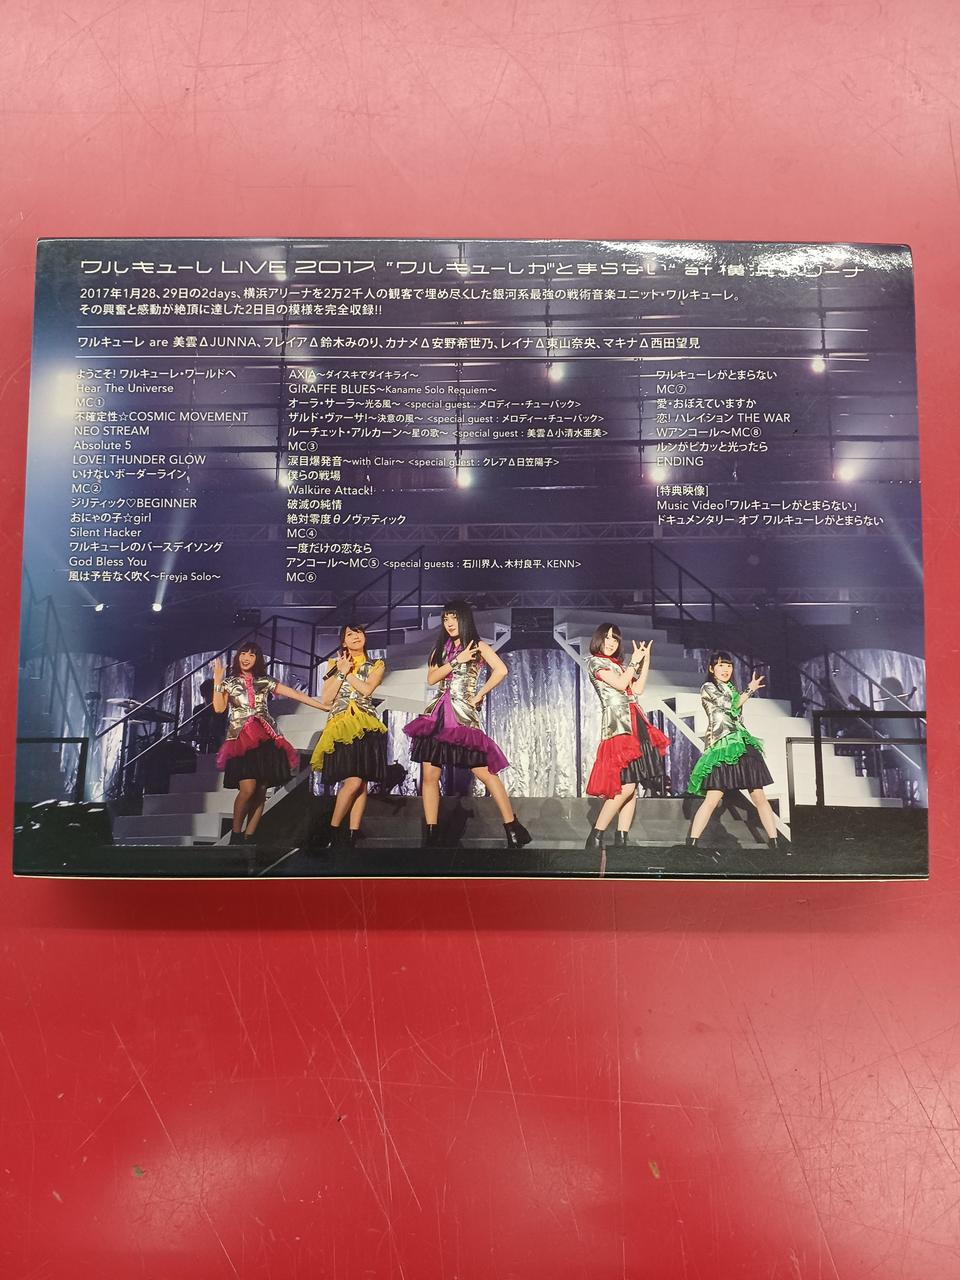 ワルキューレ LIVE 2017 "ワルキューレがとまらない" at 横浜アリーナ
2017年1月28、29日の2days、横浜アリーナを2万2千人の観客で埋め尽くした銀河系最強の戦術音楽ユニット・ワルキューレ。
その興奮と感動が絶頂に達した2日目の模様を完全収録!!
ワルキューレ are 美雲ΔJUNNA、フレイアΔ鈴木みのり、カナメΔ安野希世乃、レイナΔ東山奈央、マキナΔ西田望見
ようこそ! ワルキューレ・ワールドへ
Hear The Universe
MC①
不確定性☆COSMIC MOVEMENT
NEO STREAM
Absolute 5
LOVE! THUNDER GLOW
いけないボーダーライン
MC②
ジリティック♡BEGINNER
おにゃの子☆girl
Silent Hacker
ワルキューレのバースデイソング
God Bless You
風は予告なく吹く〜Freyja Solo〜
AXIA〜ダイスキでダイキライ〜
GIRAFFE BLUES〜Kaname Solo Requiem〜
オーラ・サーラ〜光る風〜 <special guest : メロディー・チューバック>
ザルド・ヴァーサ!〜決意の風〜 <special guest : メロディー・チューバック>
ルーチェット・アルカーン〜星の歌〜 <special guest : 美雲Δ小清水亜美>
MC③
涙目爆発音〜with Clair〜 <special guest : クレアΔ日笠陽子>
僕らの戦場
Walküre Attack!
破滅の純情
絶対零度θノヴァティック
MC④
一度だけの恋なら
アンコール〜MC⑤ <special guests : 石川界人、木村良平、KENN>
MC⑥
ワルキューレがとまらない
MC⑦
愛・おぼえていますか
恋! ハレイション THE WAR
Wアンコール〜MC⑧
ルンがピカッと光ったら
ENDING
[特典映像]
Music Video「ワルキューレがとまらない」
ドキュメンタリー オブ ワルキューレがとまらない